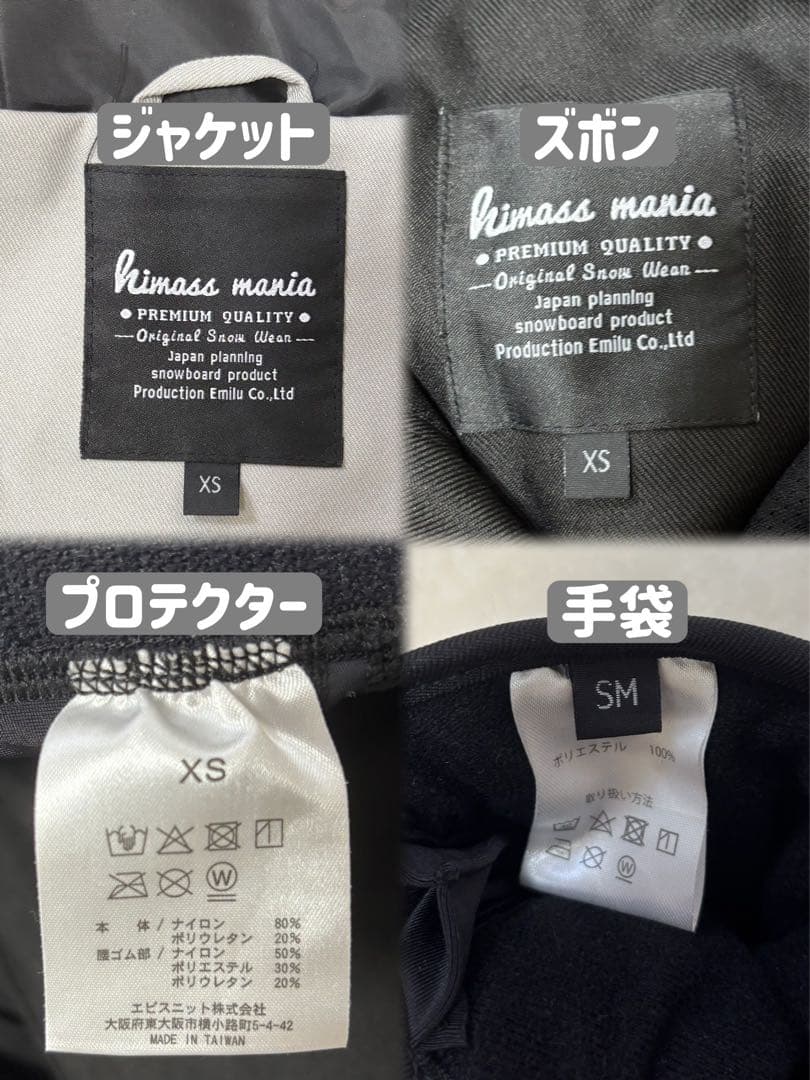 ジャケット
himass mania
● PREMIUM QUALITY ●
Original Snow Wear
Japan planning
snowboard product
Production Emilu Co.,Ltd
XS
ズボン
himass mania
● PREMIUM QUALITY ●
Original Snow Wear
Japan planning
snowboard product
Production Emilu Co.,Ltd
XS
プロテクター
XS
W
本 体 / ナイロン 80%
ポリウレタン 20%
腰ゴム部 / ナイロン 50%
ポリエステル 30%
ポリウレタン 20%
エビスニット株式会社
大阪府東大阪市横小路町5-4-42
MADE IN TAIWAN
手袋
SM
ポリエステル 100%
取り扱い方法
W